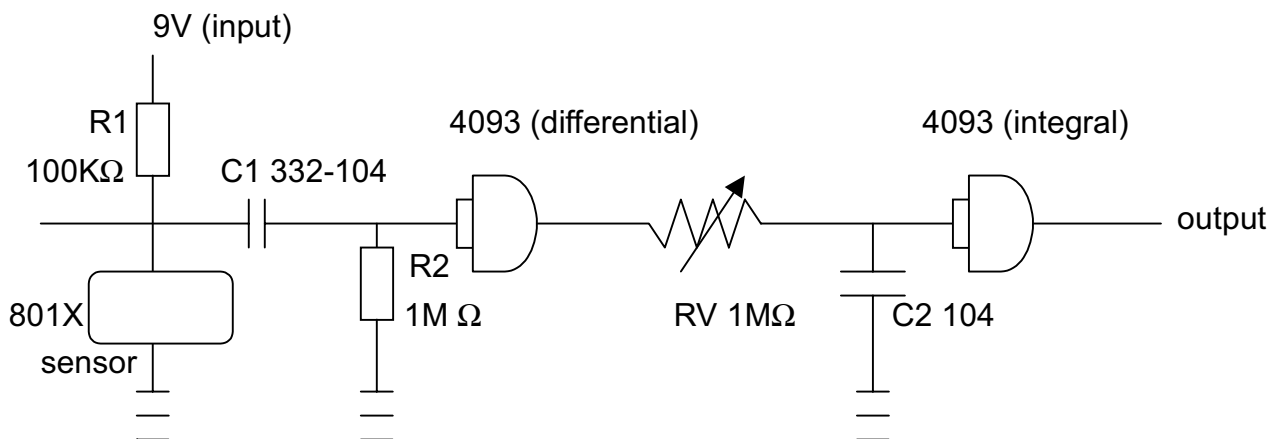 9V (input)
R1
100KΩ
C1 332-104
4093 (differential)
4093 (integral)
output
R2
1M Ω
RV 1MΩ
C2 104
801X
sensor